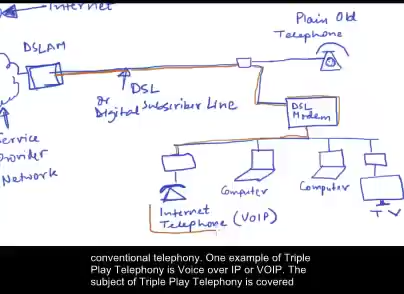 Internet
Plain Old
Telephone
DSLAM
DSL
or
Digital Subscriber Line
DSL
Modem
Service
Provider
Network
Computer
Computer
TV
Internet
Telephone (VOIP)
conventional telephony. One example of Triple
Play Telephony is Voice over IP or VOIP. The
subject of Triple Play Telephony is covered